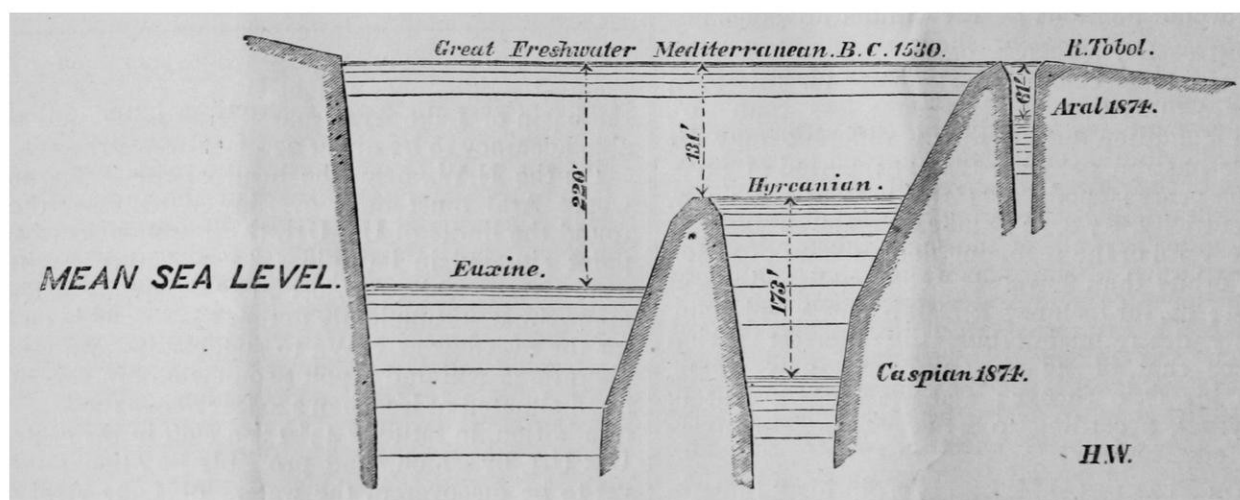 Great Freshwater Mediterranean. B.C. 1530.
R. Tobol.
61'
Aral 1874.
131'
220'
Hyrcanian.
Euxine.
MEAN SEA LEVEL.
173'
Caspian 1874.
H.W.